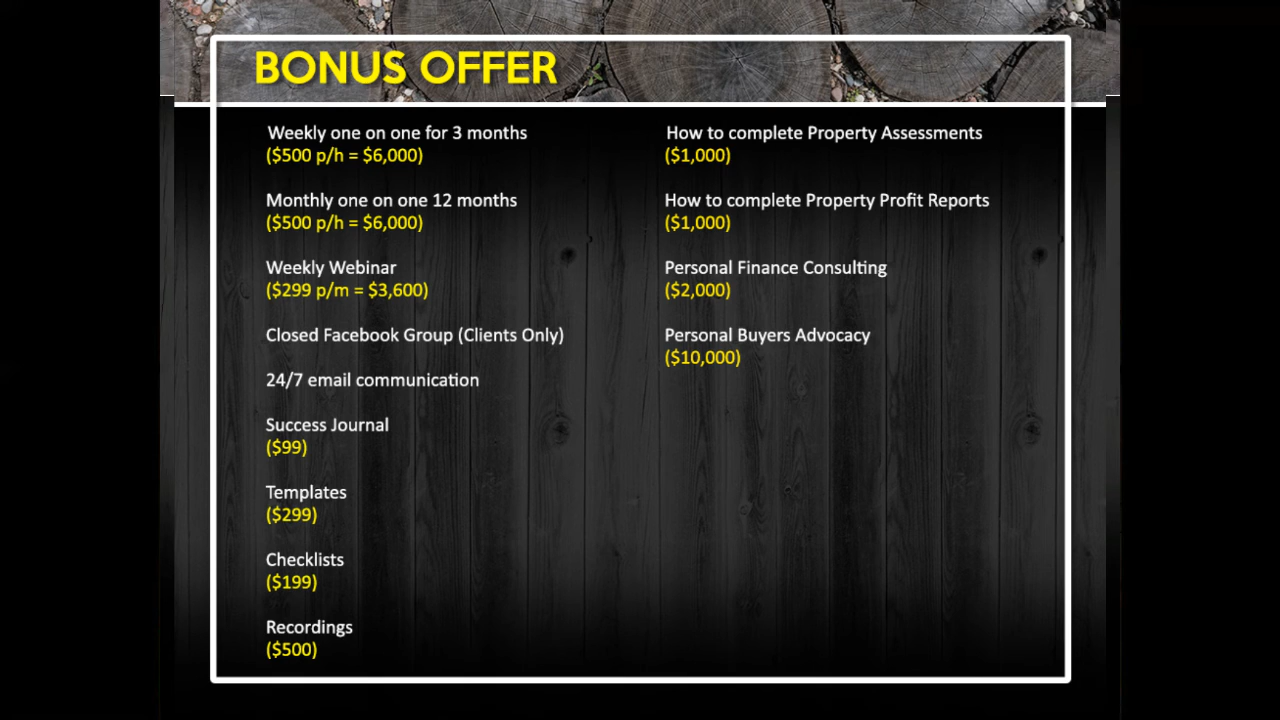 BONUS OFFER
Weekly one on one for 3 months
($500 p/h = $6,000)
Monthly one on one 12 months
($500 p/h = $6,000)
Weekly Webinar
($299 p/m = $3,600)
Closed Facebook Group (Clients Only)
24/7 email communication
Success Journal
($99)
Templates
($299)
Checklists
($199)
Recordings
($500)
How to complete Property Assessments
($1,000)
How to complete Property Profit Reports
($1,000)
Personal Finance Consulting
($2,000)
Personal Buyers Advocacy
($10,000)